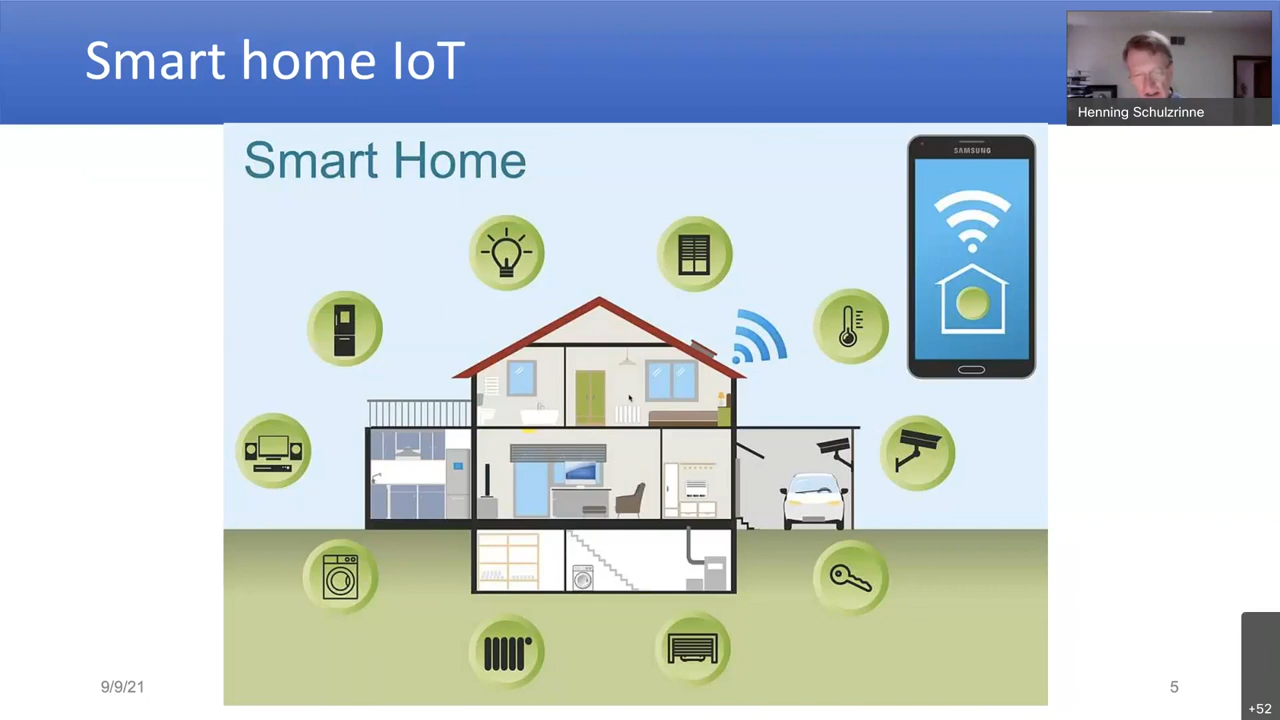 Smart home IoT
Henning Schulzrinne
Smart Home
SAMSUNG
9/9/21
5
+52